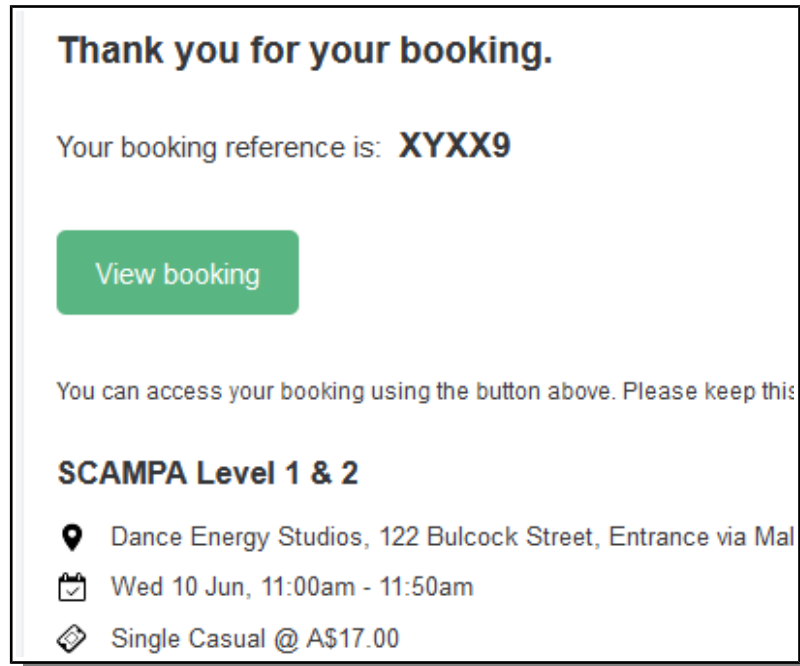 Thank you for your booking.
Your booking reference is: XYXX9
View booking
You can access your booking using the button above. Please keep this
SCAMPA Level 1 & 2
Dance Energy Studios, 122 Bulcock Street, Entrance via Mal
Wed 10 Jun, 11:00am - 11:50am
Single Casual @ A$17.00